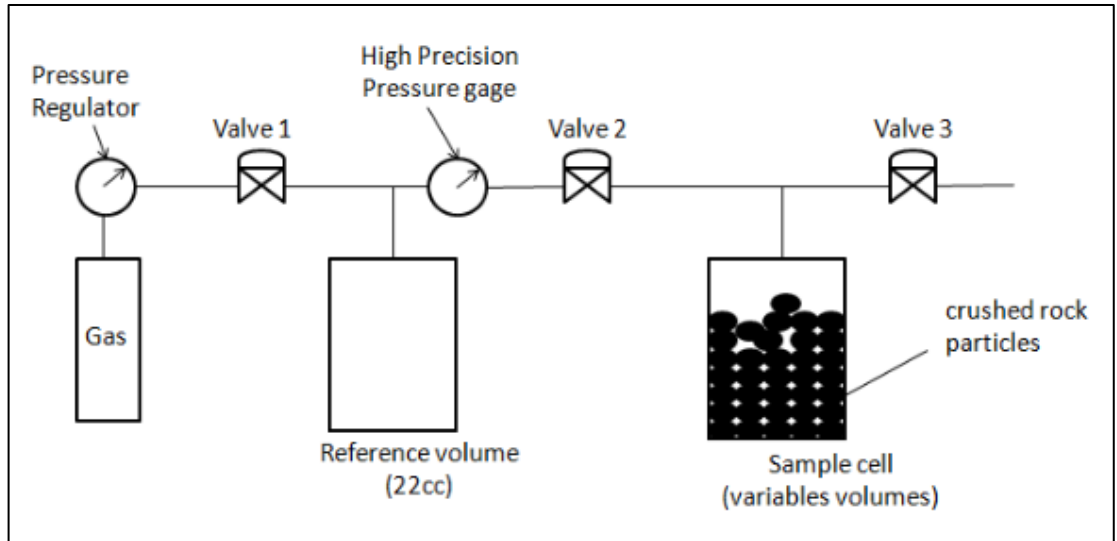 High Precision
Pressure gage
Pressure
Regulator
Valve 1
Valve 2
Valve 3
Gas
crushed rock
particles
Reference volume
(22cc)
Sample cell
(variables volumes)